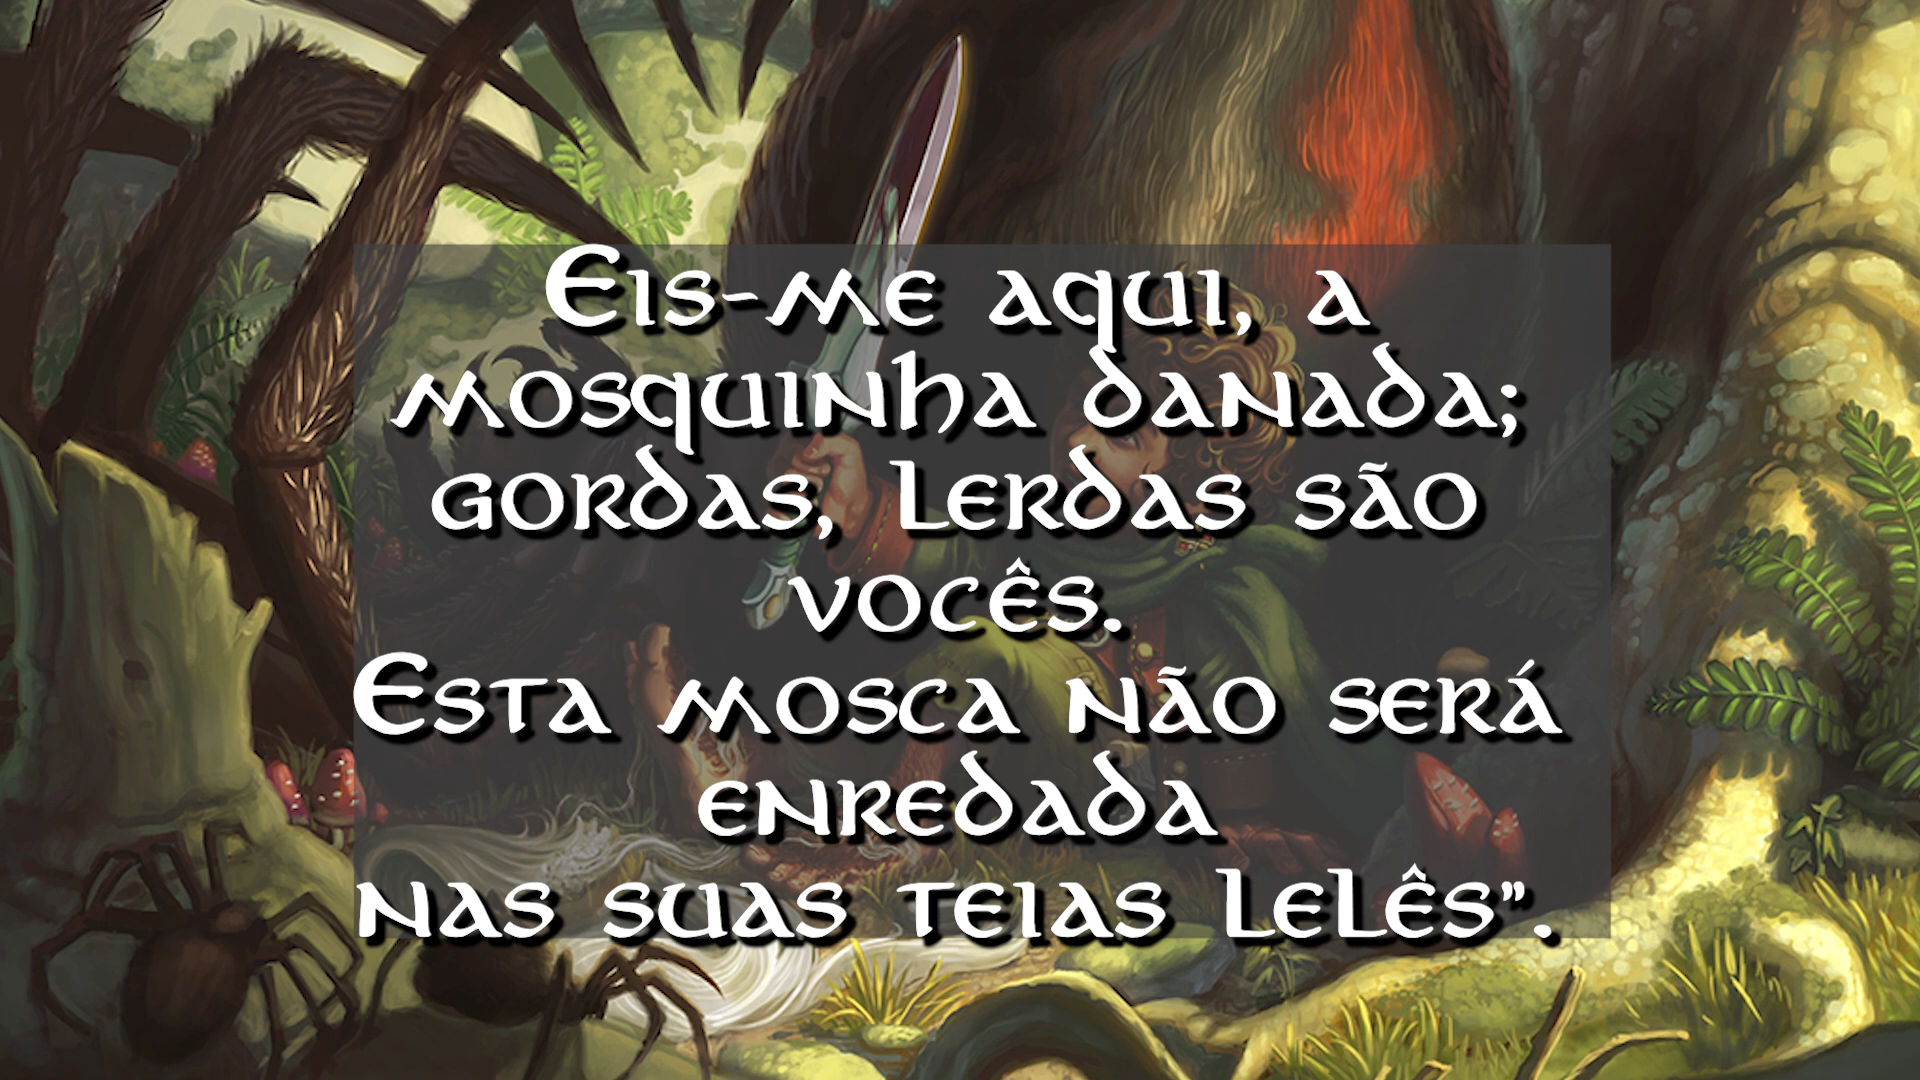 Eis-me aqui, a
mosquinha danada;
gordas, lerdas são
vocês.
Esta mosca não será
enredada
nas suas teias lelês”.